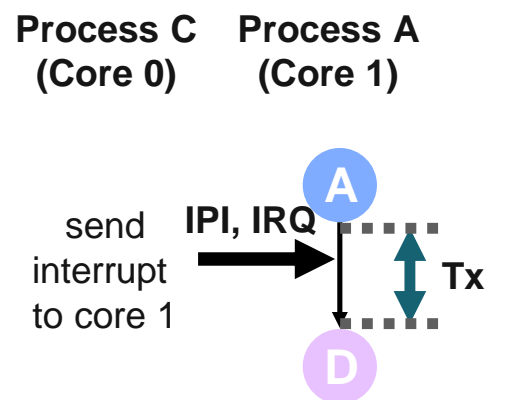 Process C
(Core 0)
Process A
(Core 1)
A
send
interrupt
to core 1
IPI, IRQ
Tx
D